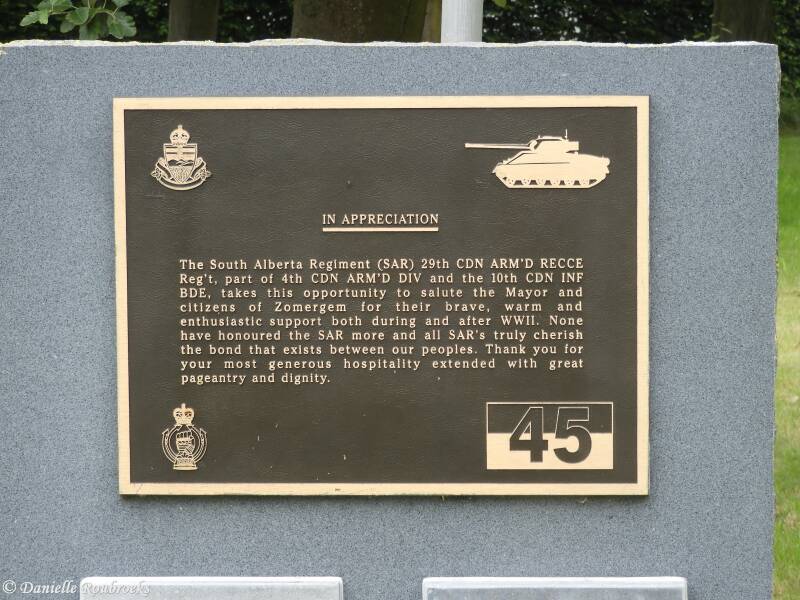 IN APPRECIATION
The South Alberta Regiment (SAR) 29th CDN ARM'D RECCE
Reg't, part of 4th CDN ARM'D DIV and the 10th CDN INF
BDE, takes this opportunity to salute the Mayor and
citizens of Zomergem for their brave, warm and
enthusiastic support both during and after WWII. None
have honoured the SAR more and all SAR's truly cherish
the bond that exists between our peoples. Thank you for
your most generous hospitality extended with great
pageantry and dignity.
45
© Danielle Roubroeks